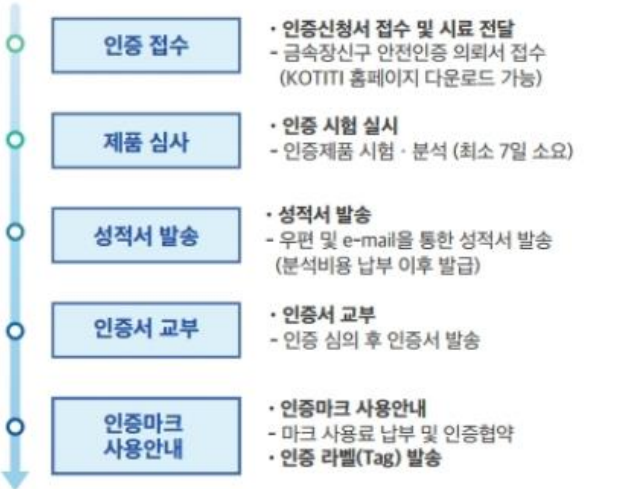 인증 접수
· 인증신청서 접수 및 시료 전달
- 금속장신구 안전인증 의뢰서 접수
(KOTITI 홈페이지 다운로드 가능)
제품 심사
· 인증 시험 실시
- 인증제품 시험 · 분석 (최소 7일 소요)
성적서 발송
· 성적서 발송
- 우편 및 e-mail을 통한 성적서 발송
(분석비용 납부 이후 발급)
인증서 교부
· 인증서 교부
- 인증 심의 후 인증서 발송
인증마크
사용안내
· 인증마크 사용안내
- 마크 사용료 납부 및 인증협약
· 인증 라벨(Tag) 발송